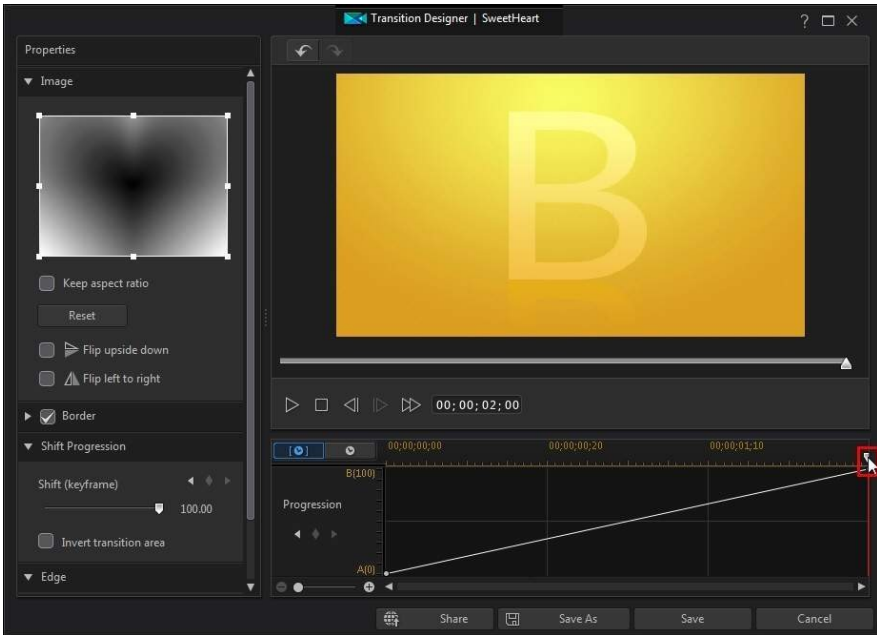 Transition Designer | SweetHeart
?
Properties
Image
Keep aspect ratio
Reset
Flip upside down
Flip left to right
Border
Shift Progression
Shift (keyframe)
100.00
Invert transition area
Edge
B
00;00;02;00
00;00;00;00
00;00;00;20
00;00;01;10
B(100)
Progression
A(0)
Share
Save As
Save
Cancel